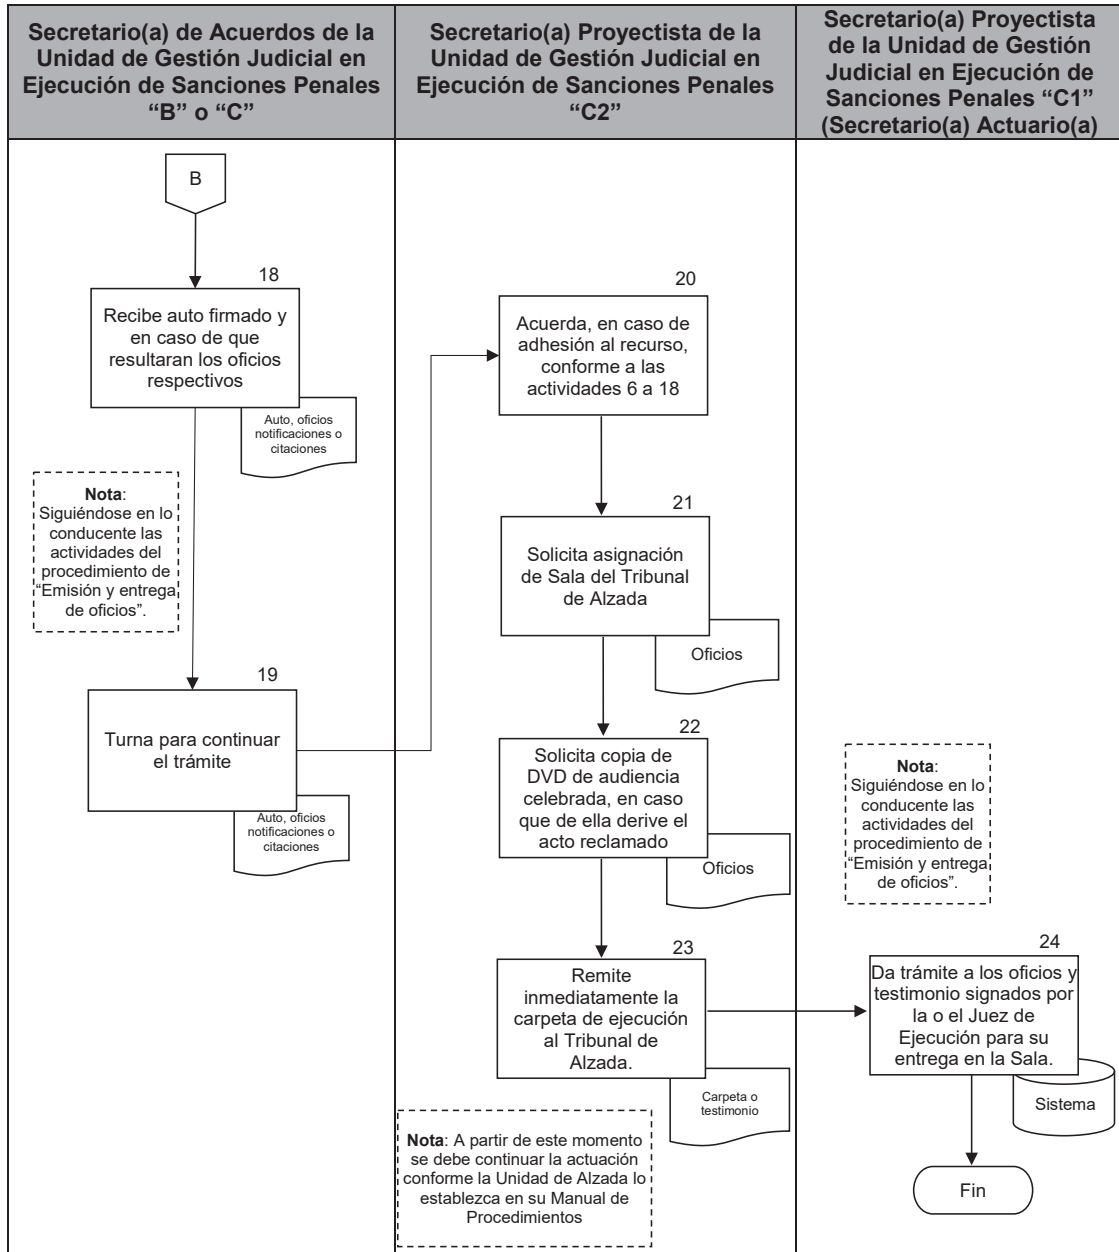 Secretario(a) de Acuerdos de la
Unidad de Gestión Judicial en
Ejecución de Sanciones Penales
“B” o “C”
Secretario(a) Proyectista de la
Unidad de Gestión Judicial en
Ejecución de Sanciones Penales
“C2”
Secretario(a) Proyectista
de la Unidad de Gestión
Judicial en Ejecución de
Sanciones Penales “C1”
(Secretario(a) Actuario(a)
B
18
Recibe auto firmado y
en caso de que
resultaran los oficios
respectivos
Auto, oficios
notificaciones o
citaciones
Nota:
Siguiéndose en lo
conducente las
actividades del
procedimiento de
“Emisión y entrega
de oficios”.
19
Turna para continuar
el trámite
Auto, oficios
notificaciones o
citaciones
20
Acuerda, en caso de
adhesión al recurso,
conforme a las
actividades 6 a 18
21
Solicita asignación
de Sala del Tribunal
de Alzada
Oficios
22
Solicita copia de
DVD de audiencia
celebrada, en caso
que de ella derive el
acto reclamado
Oficios
23
Remite
inmediatamente la
carpeta de ejecución
al Tribunal de
Alzada.
Carpeta o
testimonio
Nota: A partir de este momento
se debe continuar la actuación
conforme la Unidad de Alzada lo
establezca en su Manual de
Procedimientos
Nota:
Siguiéndose en lo
conducente las
actividades del
procedimiento de
“Emisión y entrega
de oficios”.
24
Da trámite a los oficios y
testimonio signados por
la o el Juez de
Ejecución para su
entrega en la Sala.
Sistema
Fin